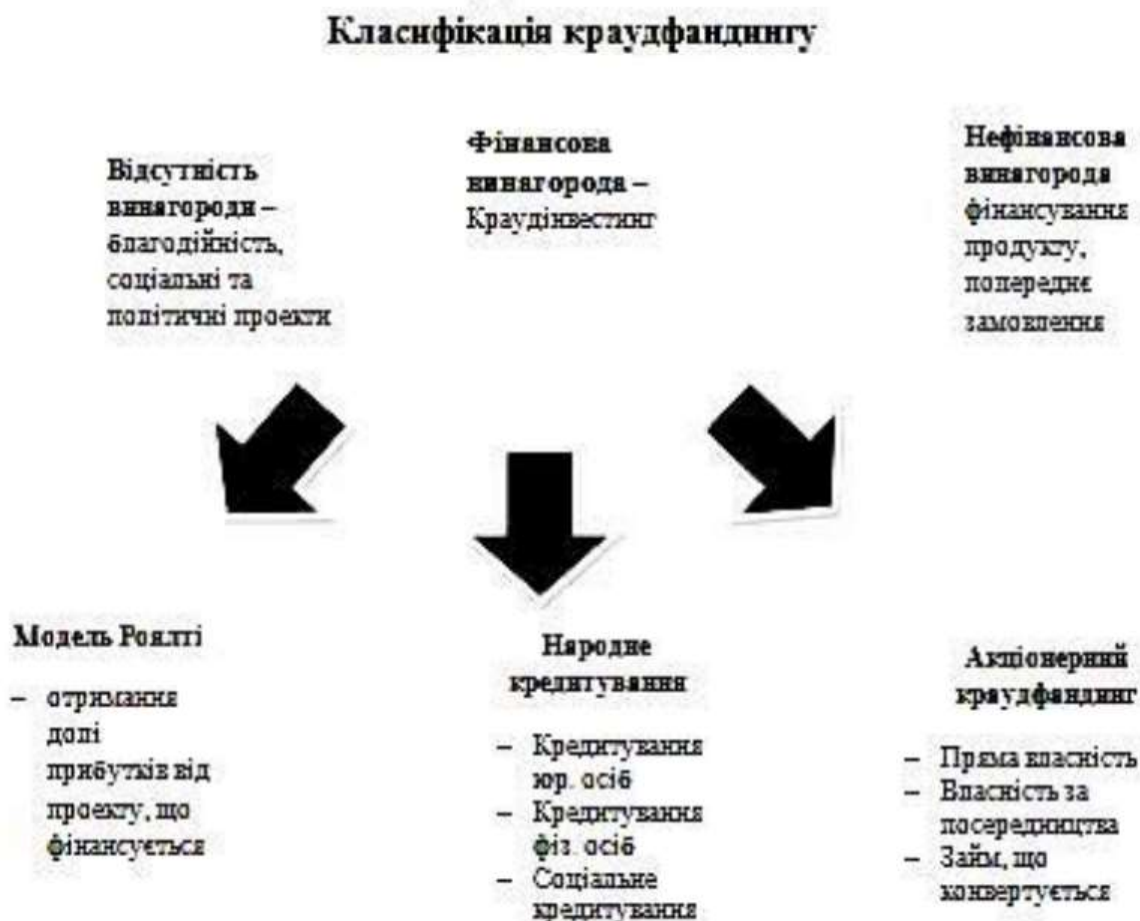 Класифікація краудфандингу
Відсутність
винагороди –
благодійність,
соціальні та
політичні проекти
Фінансова
винагорода –
Краудінвестинг
Нефінансова
винагорода
фінансування
продукту,
попереднє
замовлення
Модель Роялті
– отримання
долі
прибутків від
проекту, що
фінансується
Народне
кредитування
– Кредитування
юр. осіб
– Кредитування
фіз. осіб
– Соціальне
кредитування
Акціонерний
краудфандинг
– Пряма власність
– Власність за
посередництва
– Займ, що
конвертується